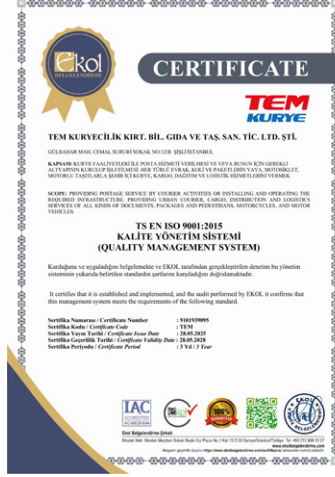 Ekol
BELGELENDİRME
CERTIFICATE
TEM
KURYE
TEM KURYECİLİK KIRT. BİL. GIDA VE TAŞ. SAN. TİC. LTD. ŞTİ.
GÜLBAHAR MAH. CEMAL SURURİ SOKAK NO:12/B ŞİŞLİ/İSTANBUL
KAPSAM: KURYE FAALİYETLERİ İLE POSTA HİZMETİ VERİLMESİ VE VEYA BUNUN İÇİN GEREKLİ
ALTYAPININ KURULUP İŞLETİLMESİ. HER TÜRLÜ EVRAK, KOLİ VE PAKETLERİN YAYA, MOTOSİKLET,
MOTORLU TAŞITLARLA ŞEHİR İÇİ KURYE, KARGO, DAĞITIM VE LOJİSTİK HİZMETLERİNİ VERMEK.
SCOPE: PROVIDING POSTAGE SERVICE BY COURIER ACTIVITIES OR INSTALLING AND OPERATING THE
REQUIRED INFRASTRUCTURE. PROVIDING URBAN COURIER, CARGO, DISTRIBUTION AND LOGISTICS
SERVICES OF ALL KINDS OF DOCUMENTS, PACKAGES AND PEDESTRIANS, MOTORCYCLES, AND MOTOR
VEHICLES.
TS EN ISO 9001:2015
KALİTE YÖNETİM SİSTEMİ
(QUALITY MANAGEMENT SYSTEM)
Kurduğunu ve uyguladığını belgelemekte ve EKOL tarafından gerçekleştirilen denetim bu yönetim
sisteminin yukarıda belirtilen standardın şartlarını karşıladığını doğrulamaktadır.
It certifies that it is established and implemented, and the audit performed by EKOL it confirms that
this management system meets the requirements of the following standard.
Sertifika Numarası / Certificate Number : 9101939095
Sertifika Kodu / Certificate Code : TEM
Sertifika Yayın Tarihi / Certificate Issue Date : 28.05.2025
Sertifika Geçerlilik Tarihi / Certificate Validity Date : 28.05.2028
Sertifika Periyodu / Certificate Period : 3 Yıl / 3 Year
IAC
ACCREDITED
100%
Ekol Belgelendirme Şirketi